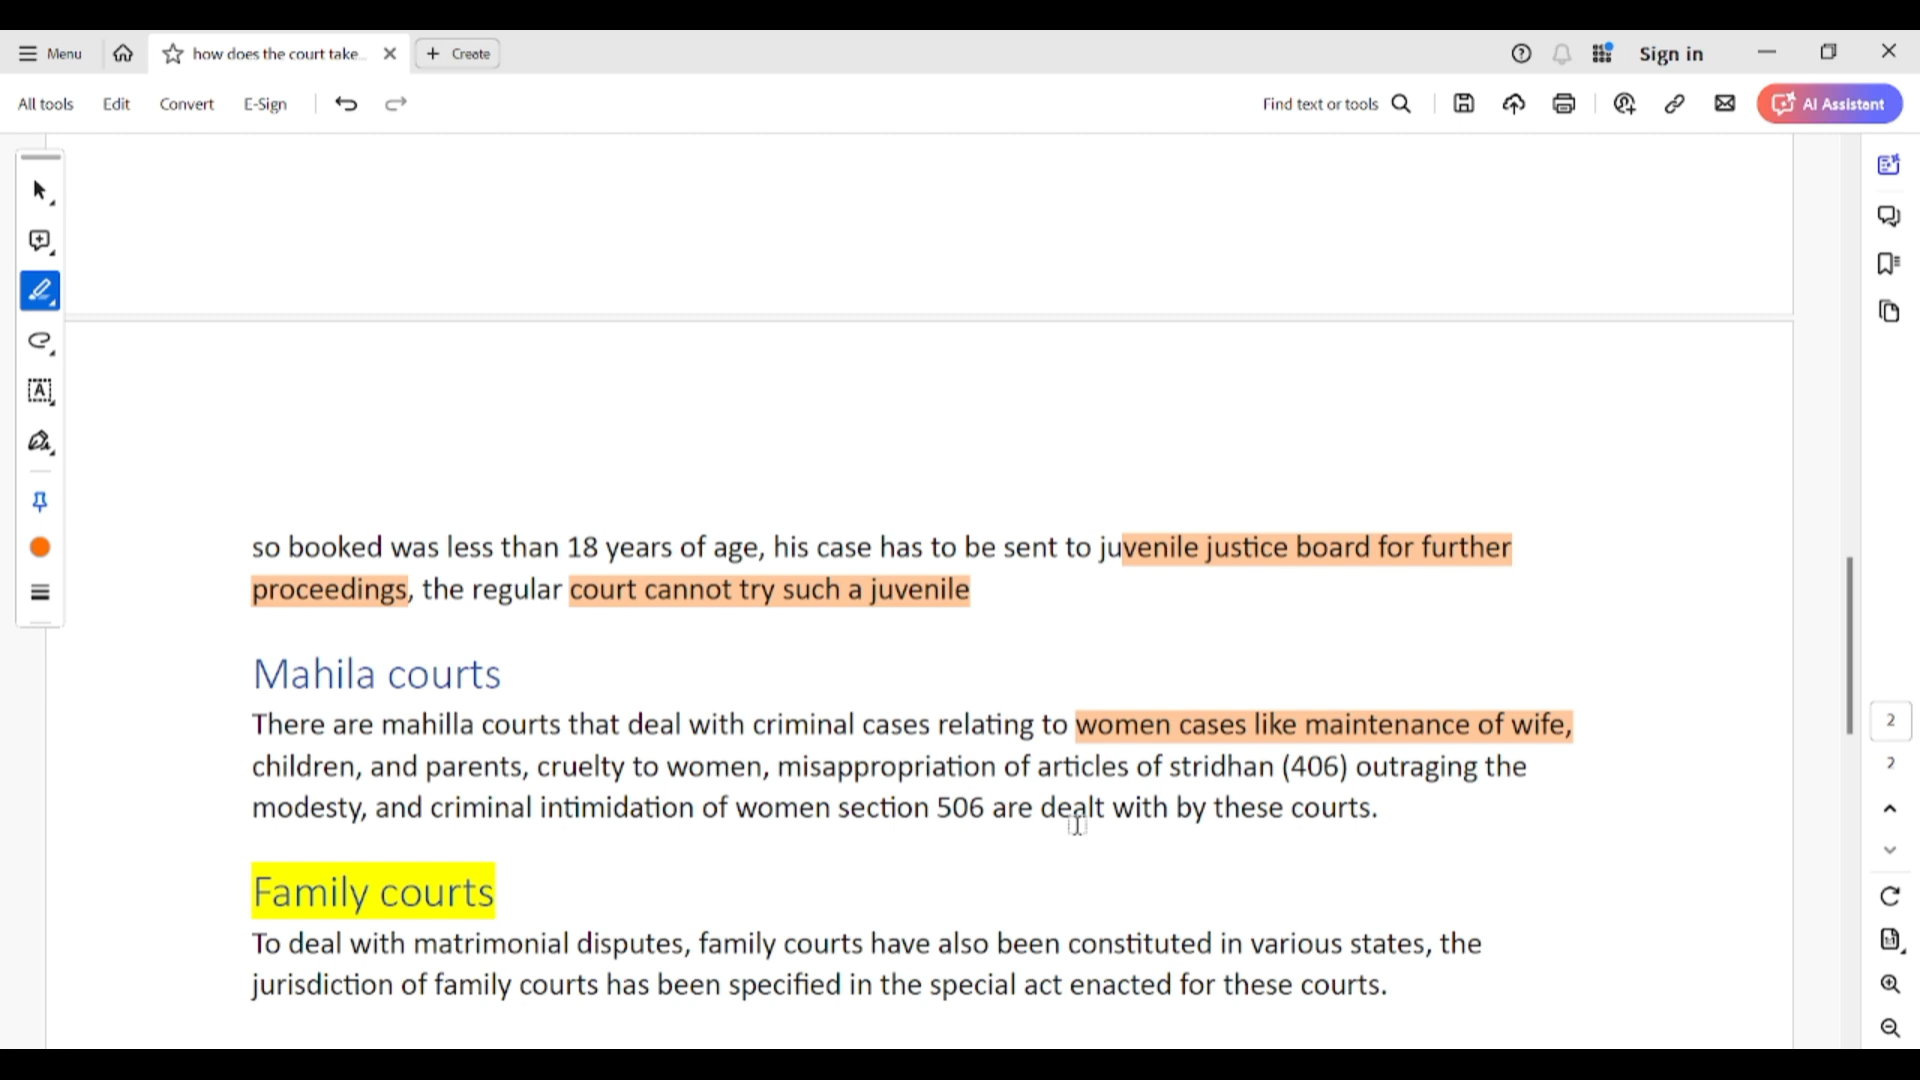 Menu
how does the court take...
Create
Sign in
All tools
Edit
Convert
E-Sign
Find text or tools
AI Assistant
so booked was less than 18 years of age, his case has to be sent to juvenile justice board for further
proceedings, the regular court cannot try such a juvenile
Mahila courts
There are mahilla courts that deal with criminal cases relating to women cases like maintenance of wife,
children, and parents, cruelty to women, misappropriation of articles of stridhan (406) outraging the
modesty, and criminal intimidation of women section 506 are dealt with by these courts.
2
2
Family courts
To deal with matrimonial disputes, family courts have also been constituted in various states, the
jurisdiction of family courts has been specified in the special act enacted for these courts.